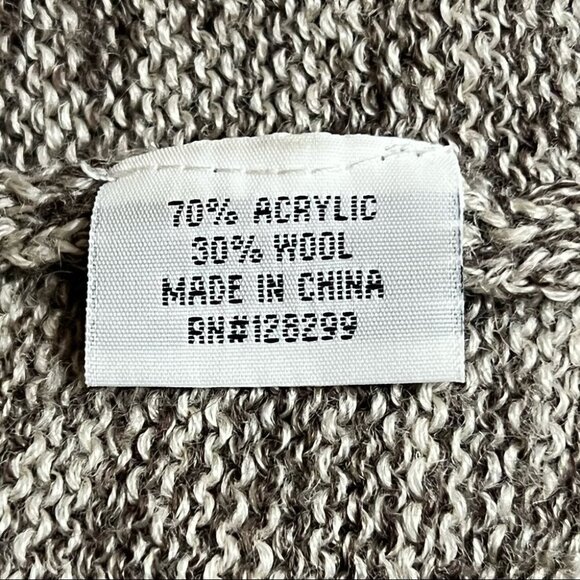 70% ACRYLIC
30% WOOL
MADE IN CHINA
RN#128299